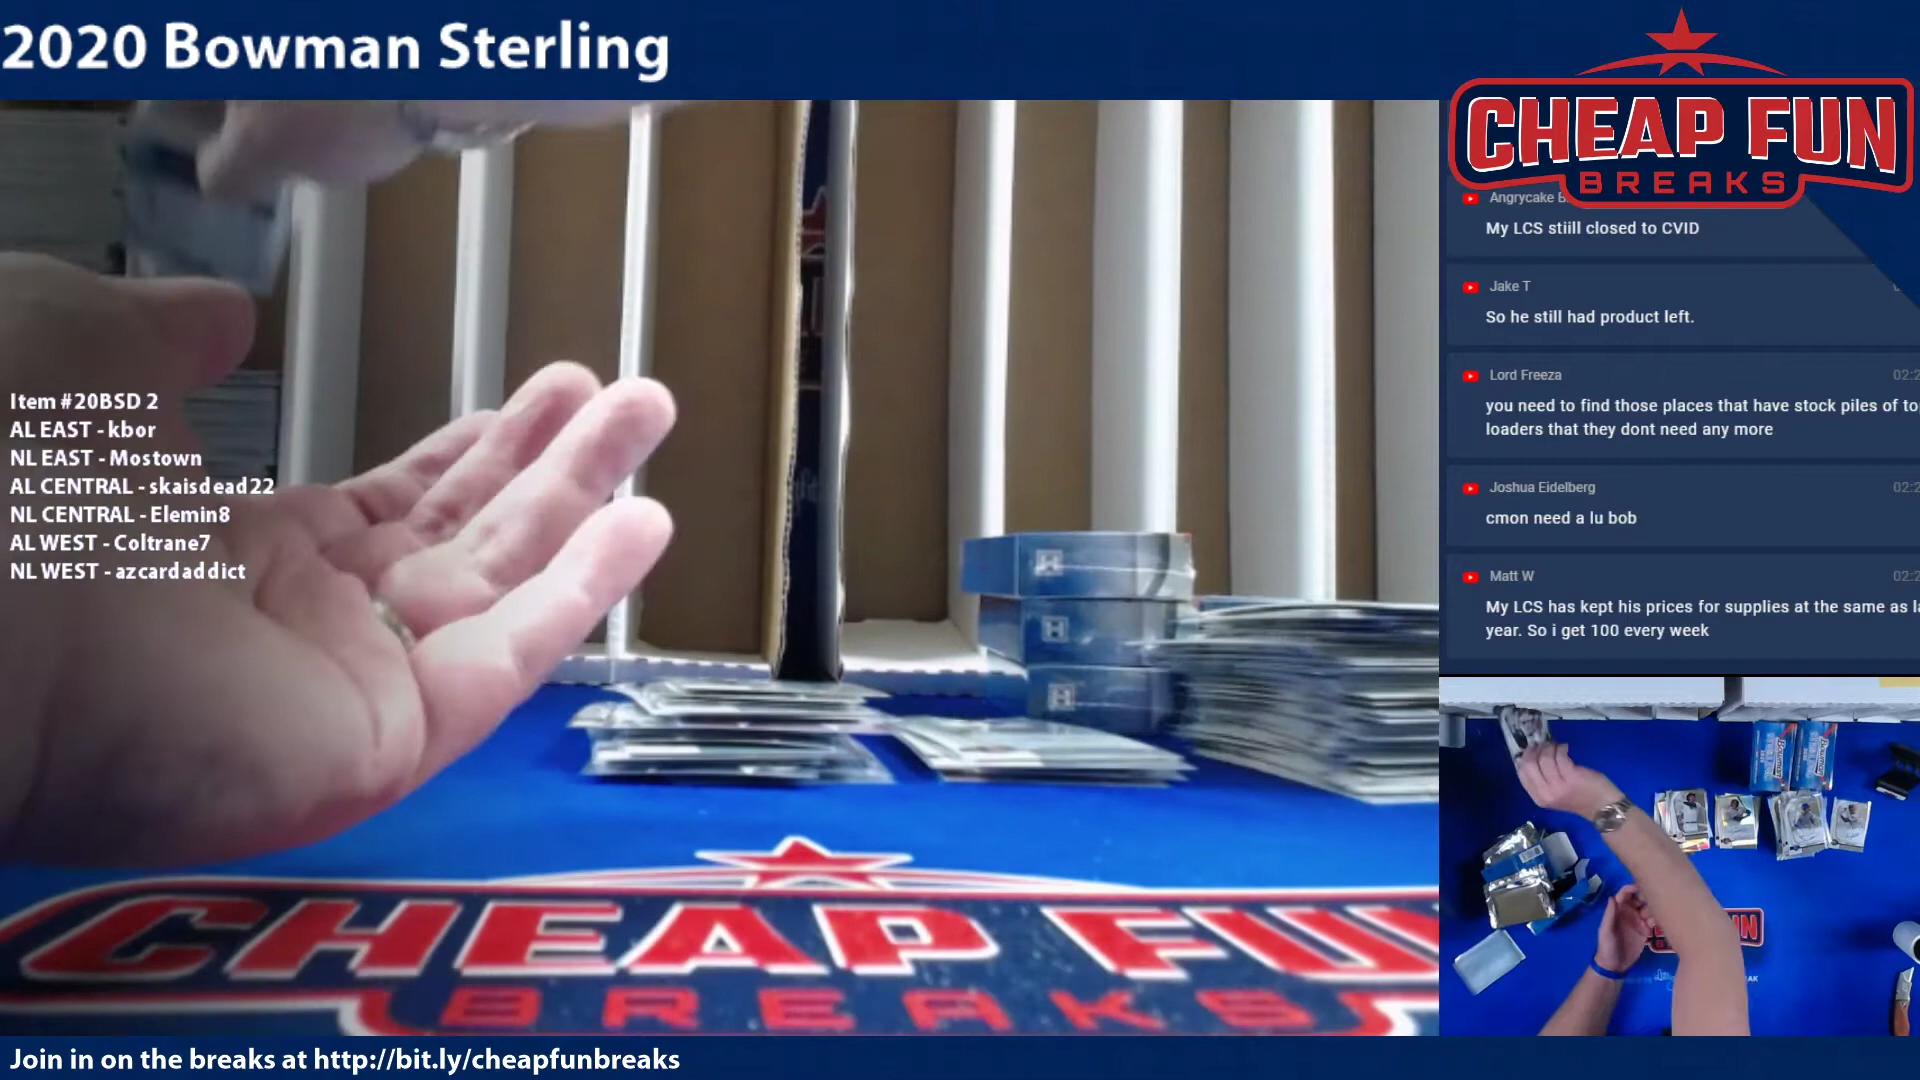 2020 Bowman Sterling
CHEAP FUN
BREAKS
Angrycake
My LCS stiill closed to CVID
Jake T
So he still had product left.
Lord Freeza
you need to find those places that have stock piles of
loaders that they dont need any more
Joshua Eidelberg
cmon need a lu bob
Matt W
My LCS has kept his prices for supplies at the same as
year. So i get 100 every week
Item #20BSD 2
AL EAST - kbor
NL EAST - Mostown
AL CENTRAL - skaisdead22
NL CENTRAL - Elemin8
AL WEST - Coltrane7
NL WEST - azcardaddict
CHEAP FU
BREAKS
Join in on the breaks at http://bit.ly/cheapfunbreaks